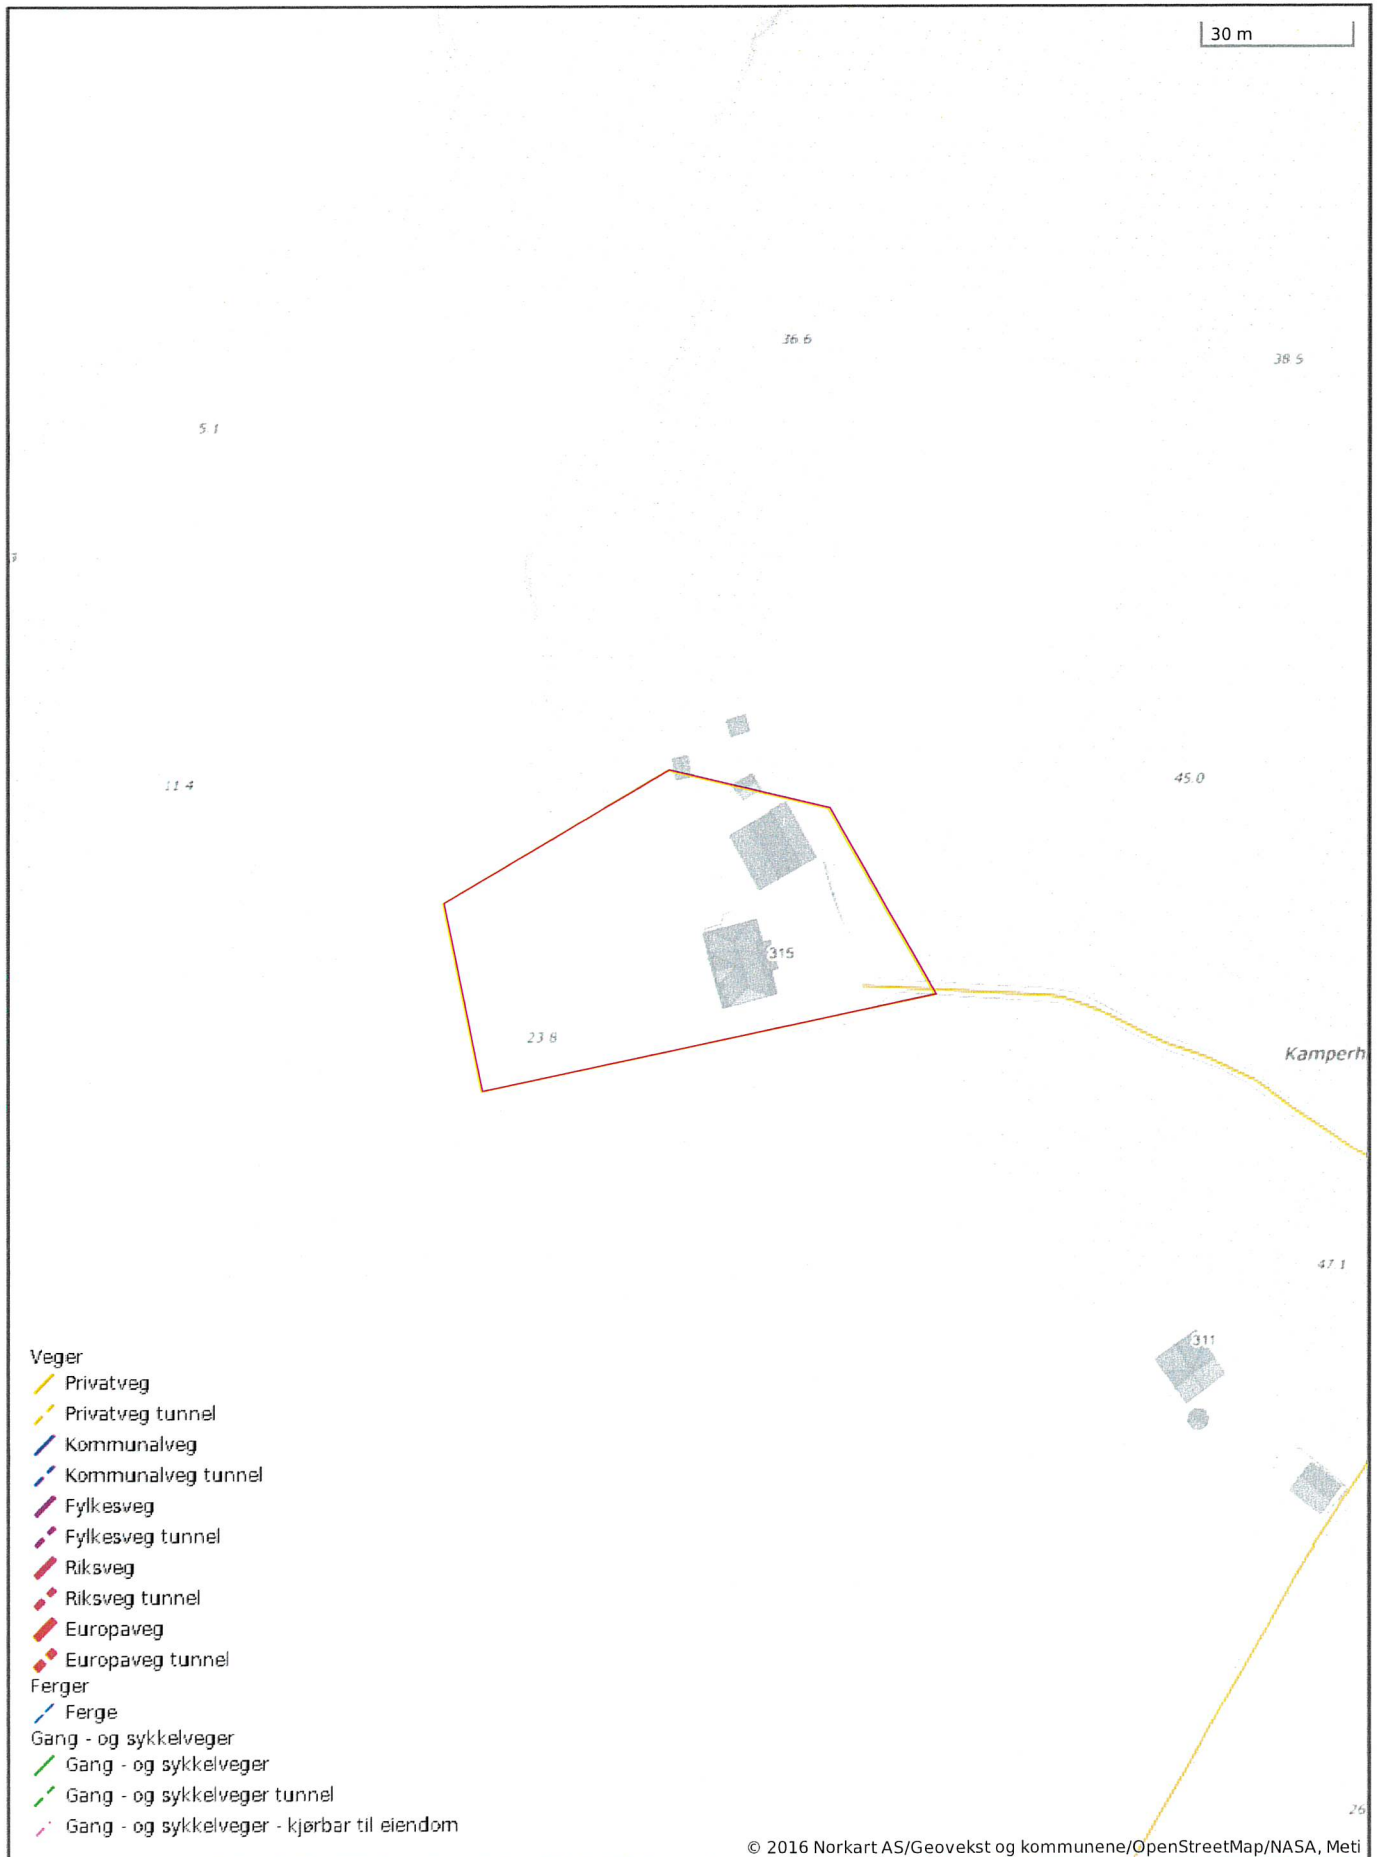 30 m
36.6
38.5
5.1
11.4
45.0
315
23.8
Kamperh
47.1
311
Veger
Privatveg
Privatveg tunnel
Kommunalveg
Kommunalveg tunnel
Fylkesveg
Fylkesveg tunnel
Riksveg
Riksveg tunnel
Europaveg
Europaveg tunnel
Ferger
Ferge
Gang - og sykkelveger
Gang - og sykkelveger
Gang - og sykkelveger tunnel
26
Gang - og sykkelveger - kjørbar til eiendom
© 2016 Norkart AS/Geovekst og kommunene/OpenStreetMap/NASA, Meti